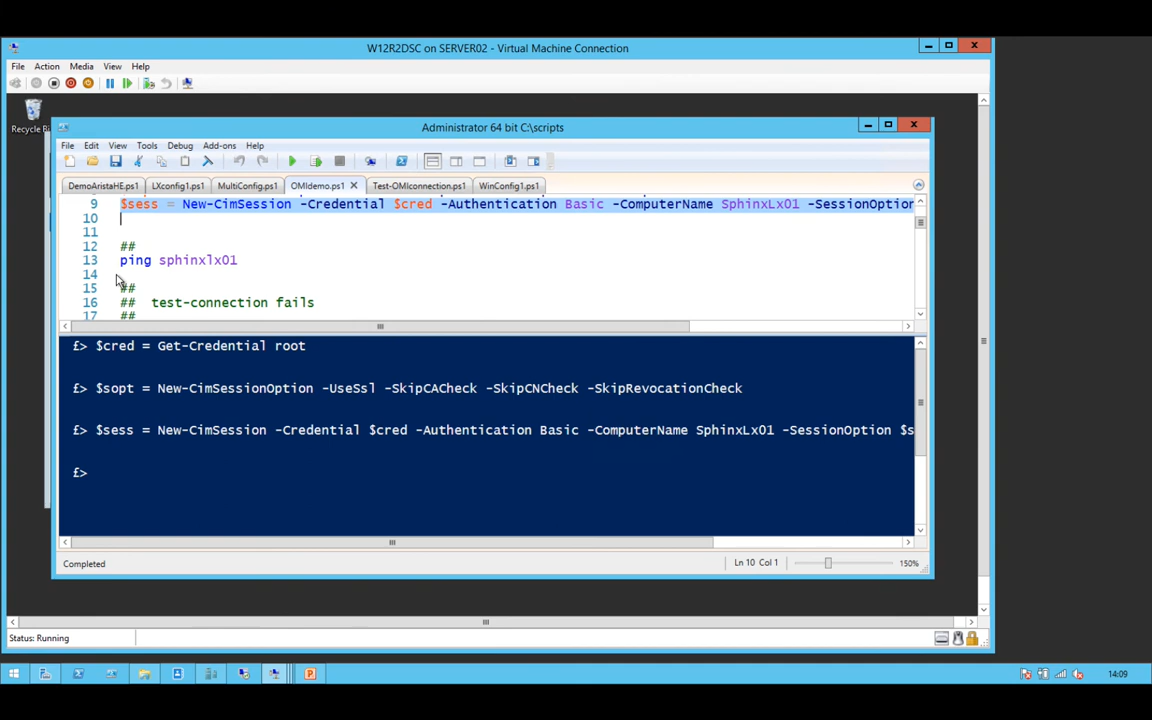 W12R2DSC on SERVER02 - Virtual Machine Connection
File Action Media View Help
Recycle Bi
Administrator 64 bit C:\scripts
File Edit View Tools Debug Add-ons Help
DemoAristaHE.ps1 LXconfig1.ps1 MultiConfig.ps1 OMIdemo.ps1 Test-OMIconnection.ps1 WinConfig1.ps1
9 $sess = New-CimSession -Credential $cred -Authentication Basic -ComputerName SphinxLx01 -SessionOption
10
11
12 ##
13 ping sphinxlx01
14
15 ##
16 ## test-connection fails
17 ##
£> $cred = Get-Credential root
£> $sopt = New-CimSessionOption -UseSsl -SkipCACheck -SkipCNCheck -SkipRevocationCheck
£> $sess = New-CimSession -Credential $cred -Authentication Basic -ComputerName SphinxLx01 -SessionOption $s
£>
Completed Ln 10 Col 1 150%
Status: Running
14:09